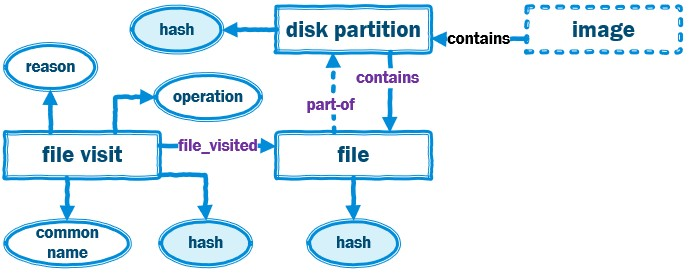 hash
disk partition
contains
image
reason
operation
part-of
contains
file visit
file_visited
file
common
name
hash
hash